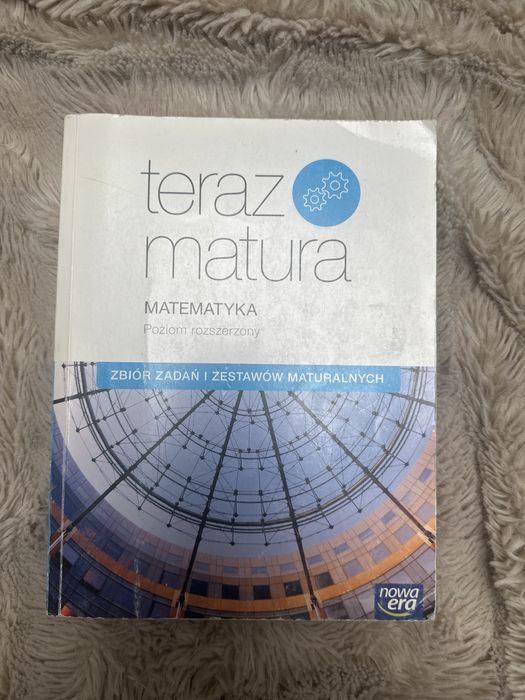 teraz
matura
MATEMATYKA
Poziom rozszerzony
ZBIÓR ZADAŃ I ZESTAWÓW MATURALNYCH
nowa
era